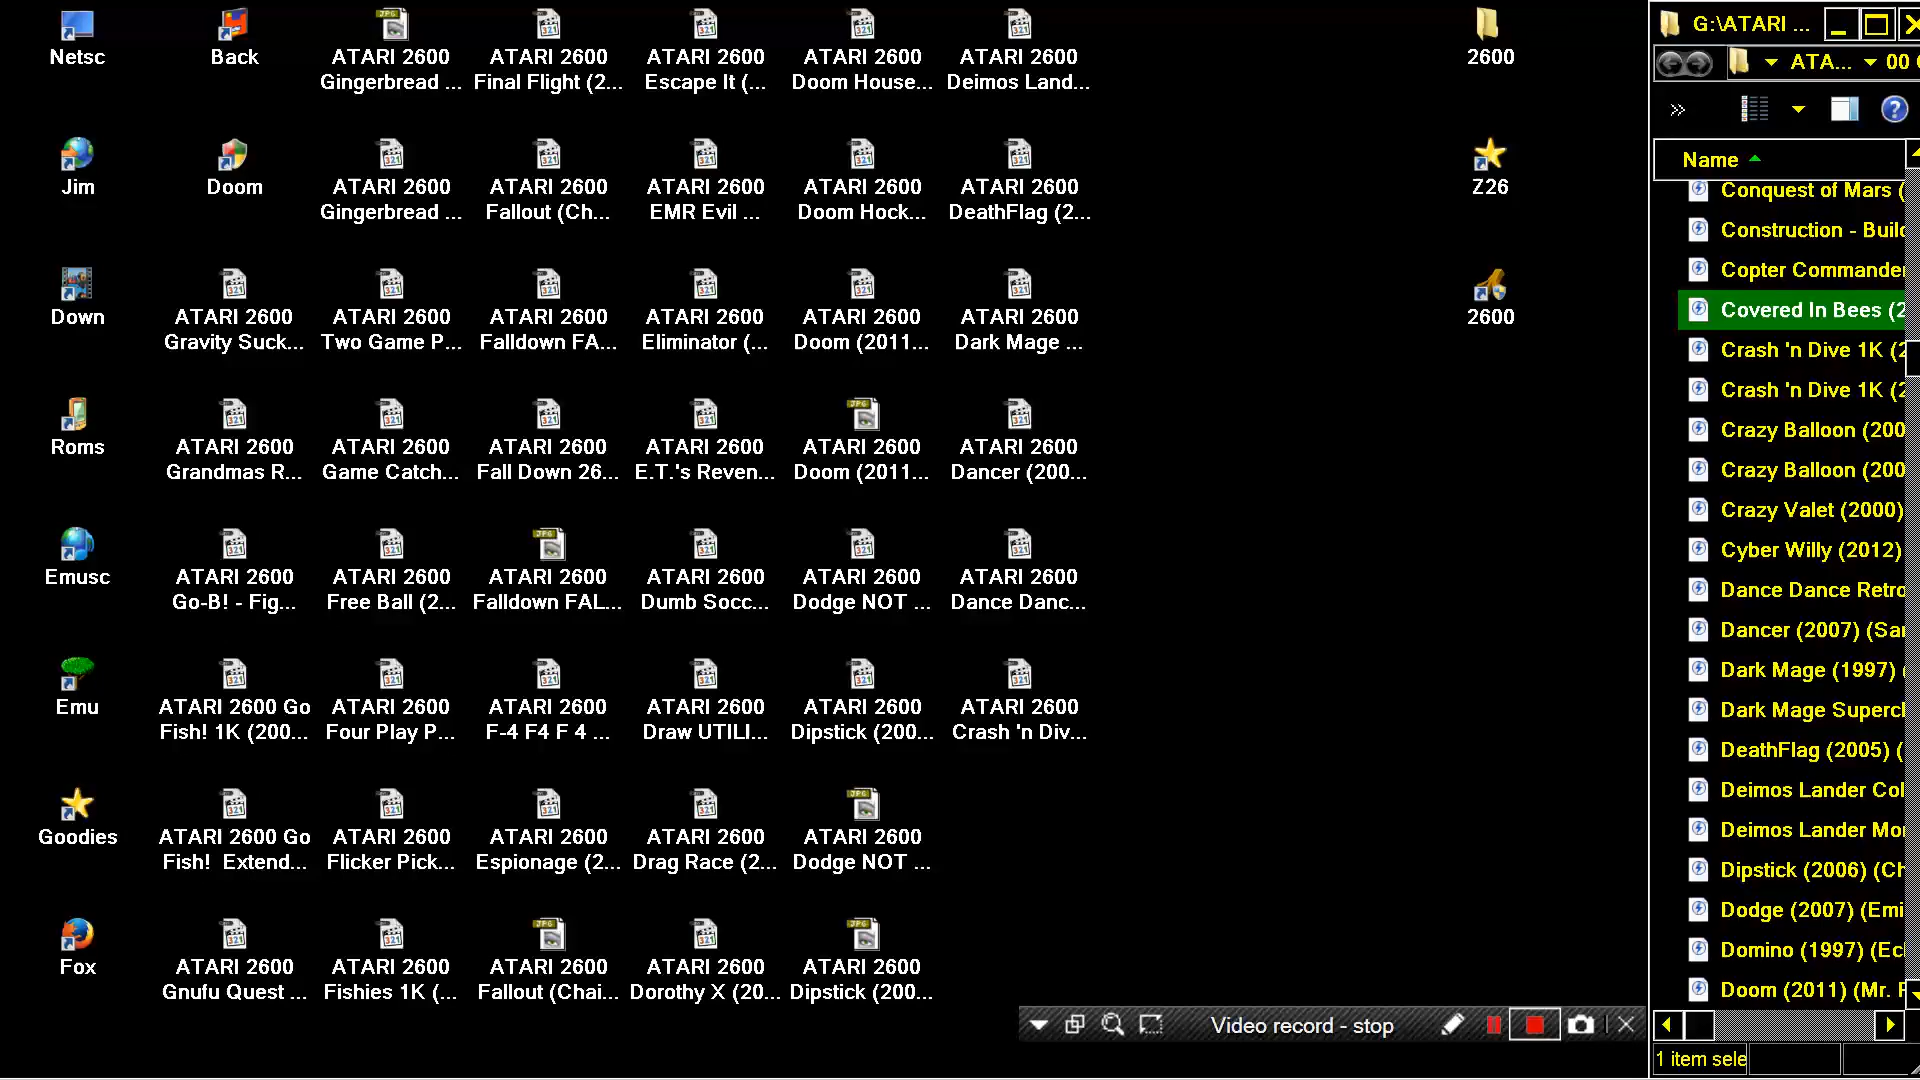 Netsc
Back
ATARI 2600
Gingerbread ...
ATARI 2600
Final Flight (2...
ATARI 2600
Escape It (...
ATARI 2600
Doom House...
ATARI 2600
Deimos Land...
2600
Jim
Doom
ATARI 2600
Gingerbread ...
ATARI 2600
Fallout (Ch...
ATARI 2600
EMR Evil ...
ATARI 2600
Doom Hock...
ATARI 2600
DeathFlag (2...
Z26
Down
ATARI 2600
Gravity Suck...
ATARI 2600
Two Game P...
ATARI 2600
Falldown FA...
ATARI 2600
Eliminator (...
ATARI 2600
Doom (2011...
ATARI 2600
Dark Mage ...
2600
Roms
ATARI 2600
Grandmas R...
ATARI 2600
Game Catch...
ATARI 2600
Fall Down 26...
ATARI 2600
E.T.'s Reven...
ATARI 2600
Doom (2011...
ATARI 2600
Dancer (200...
Emusc
ATARI 2600
Go-B! - Fig...
ATARI 2600
Free Ball (2...
ATARI 2600
Falldown FAL...
ATARI 2600
Dumb Socc...
ATARI 2600
Dodge NOT ...
ATARI 2600
Dance Danc...
Emu
ATARI 2600 Go
Fish! 1K (200...
ATARI 2600
Four Play P...
ATARI 2600
F-4 F4 F 4 ...
ATARI 2600
Draw UTILI...
ATARI 2600
Dipstick (200...
ATARI 2600
Crash 'n Div...
Goodies
ATARI 2600 Go
Fish!  Extend...
ATARI 2600
Flicker Pick...
ATARI 2600
Espionage (2...
ATARI 2600
Drag Race (2...
ATARI 2600
Dodge NOT ...
Fox
ATARI 2600
Gnufu Quest ...
ATARI 2600
Fishies 1K (...
ATARI 2600
Fallout (Chai...
ATARI 2600
Dorothy X (20...
ATARI 2600
Dipstick (200...
Video record - stop
G:\ATARI ...
ATA... 00
Name
Conquest of Mars (
Construction - Build
Copter Commander
Covered In Bees (2
Crash 'n Dive 1K (2
Crash 'n Dive 1K (2
Crazy Balloon (200
Crazy Balloon (200
Crazy Valet (2000)
Cyber Willy (2012)
Dance Dance Retro
Dancer (2007) (Sar
Dark Mage (1997)
Dark Mage Superch
DeathFlag (2005) (
Deimos Lander Col
Deimos Lander Mor
Dipstick (2006) (Ch
Dodge (2007) (Emi
Domino (1997) (Ec
Doom (2011) (Mr. F
1 item sele